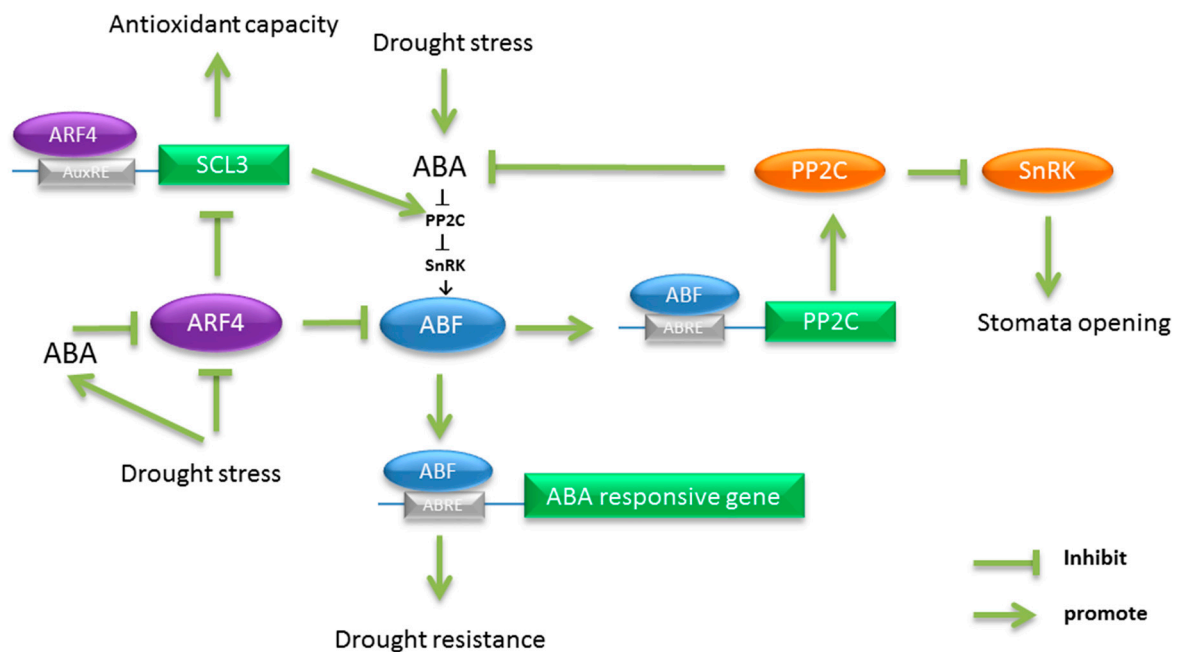 Antioxidant capacity
Drought stress
ARF4
AuxRE
SCL3
ABA
PP2C
SnRK
PP2C
SnRK
ABF
ABRE
PP2C
ARF4
ABF
Stomata opening
ABA
Drought stress
ABF
ABRE
ABA responsive gene
Inhibit
promote
Drought resistance